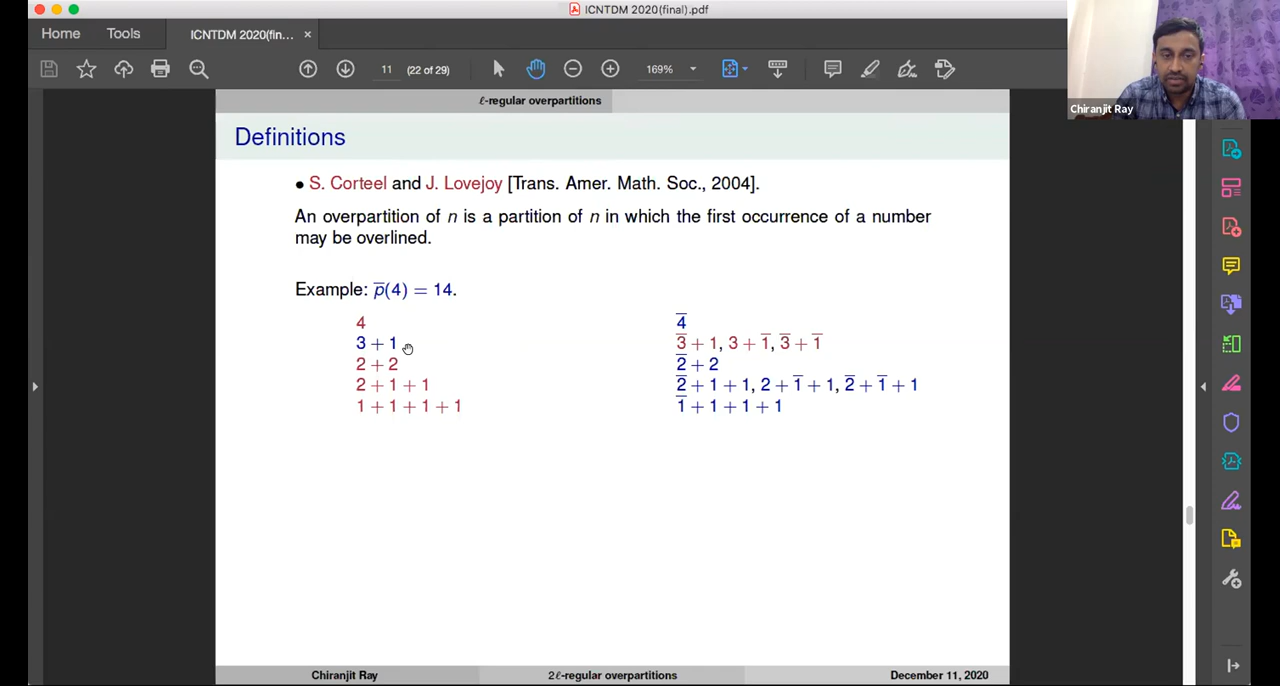 ICNTDM 2020(final).pdf
Home Tools ICNTDM 2020(fin... ×
11 (22 of 29) 169%
Chiranjit Ray
ℓ-regular overpartitions
Definitions
• S. Corteel and J. Lovejoy [Trans. Amer. Math. Soc., 2004].
An overpartition of n is a partition of n in which the first occurrence of a number
may be overlined.
Example: p̅(4) = 14.
4 4̅
3 + 1 3̅ + 1, 3 + 1̅, 3̅ + 1̅
2 + 2 2̅ + 2
2 + 1 + 1 2̅ + 1 + 1, 2 + 1̅ + 1, 2̅ + 1̅ + 1
1 + 1 + 1 + 1 1̅ + 1 + 1 + 1
Chiranjit Ray 2ℓ-regular overpartitions December 11, 2020